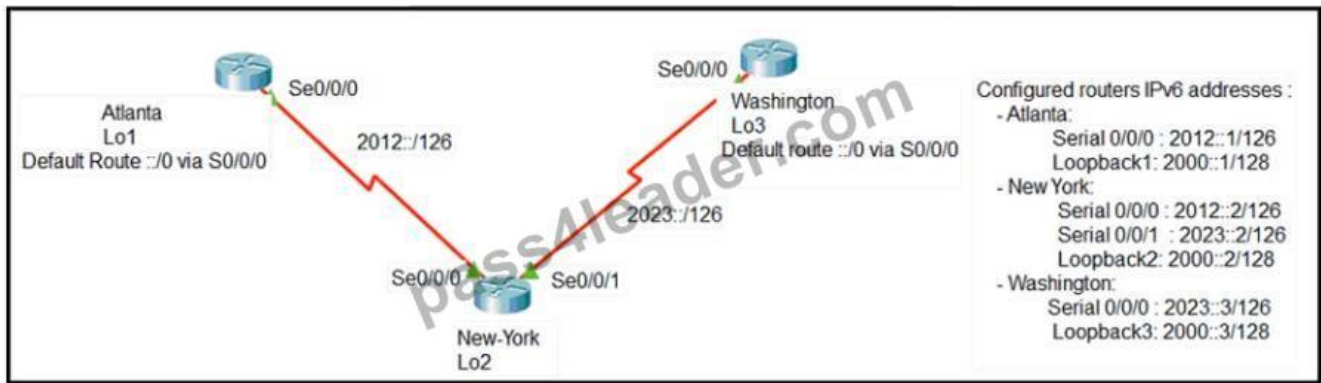 Se0/0/0
Atlanta
Lo1
Default Route ::/0 via S0/0/0
2012::/126
Se0/0/0
Washington
Lo3
Default route ::/0 via S0/0/0
2023::/126
Se0/0/0
Se0/0/1
New-York
Lo2
Configured routers IPv6 addresses :
- Atlanta:
Serial 0/0/0 : 2012::1/126
Loopback1: 2000::1/128
- New York:
Serial 0/0/0 : 2012::2/126
Serial 0/0/1 : 2023::2/126
Loopback2: 2000::2/128
- Washington:
Serial 0/0/0 : 2023::3/126
Loopback3: 2000::3/128
pass4leader.com